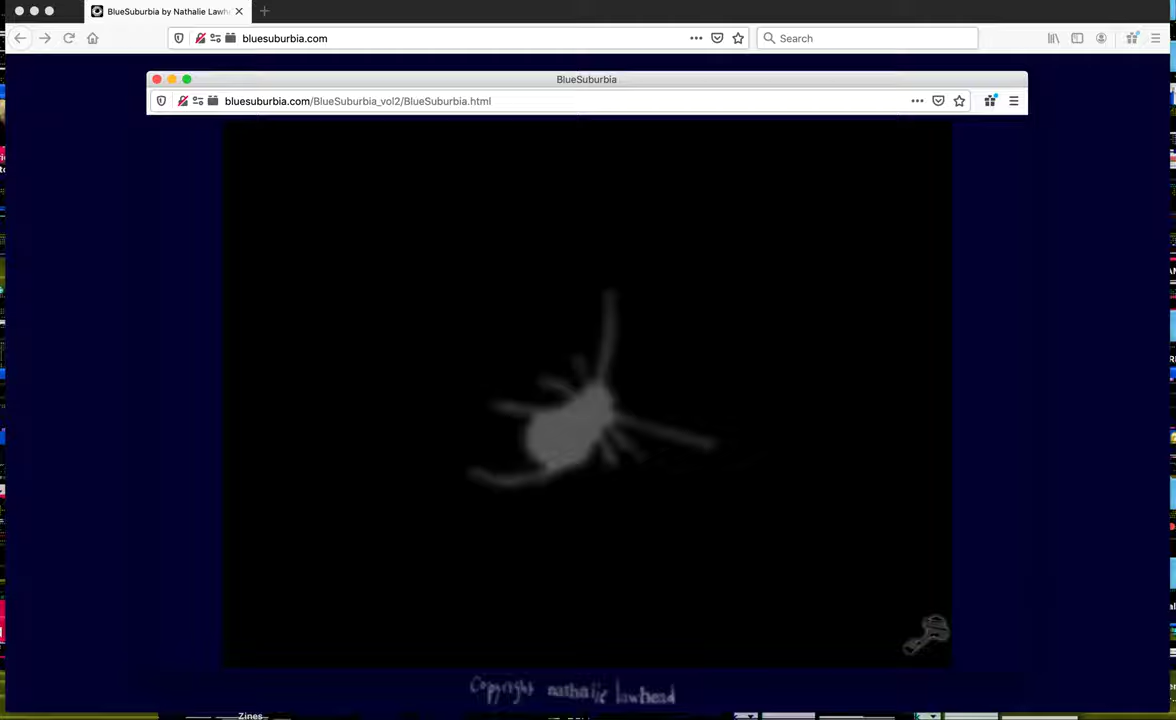 BlueSuburbia by Nathalie Lawh
bluesuburbia.com
Search
BlueSuburbia
bluesuburbia.com/BlueSuburbia_vol2/BlueSuburbia.html
Copyright nathalie lawhead
Zines